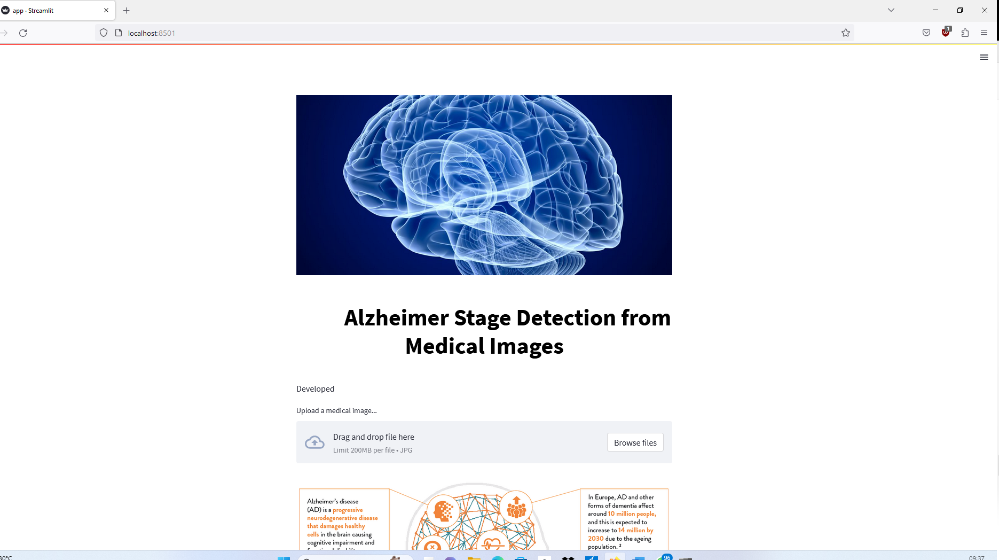 app · Streamlit
localhost:8501
1
Alzheimer Stage Detection from
Medical Images
Developed
Upload a medical image...
Drag and drop file here
Limit 200MB per file • JPG
Browse files
Alzheimer's disease
(AD) is a progressive
neurodegenerative disease
that damages healthy
cells in the brain causing
cognitive impairment and
In Europe, AD and other
forms of dementia affect
around 10 million people,
and this is expected to
increase to 14 million by
2030 due to the ageing
population. ²
96
09:37